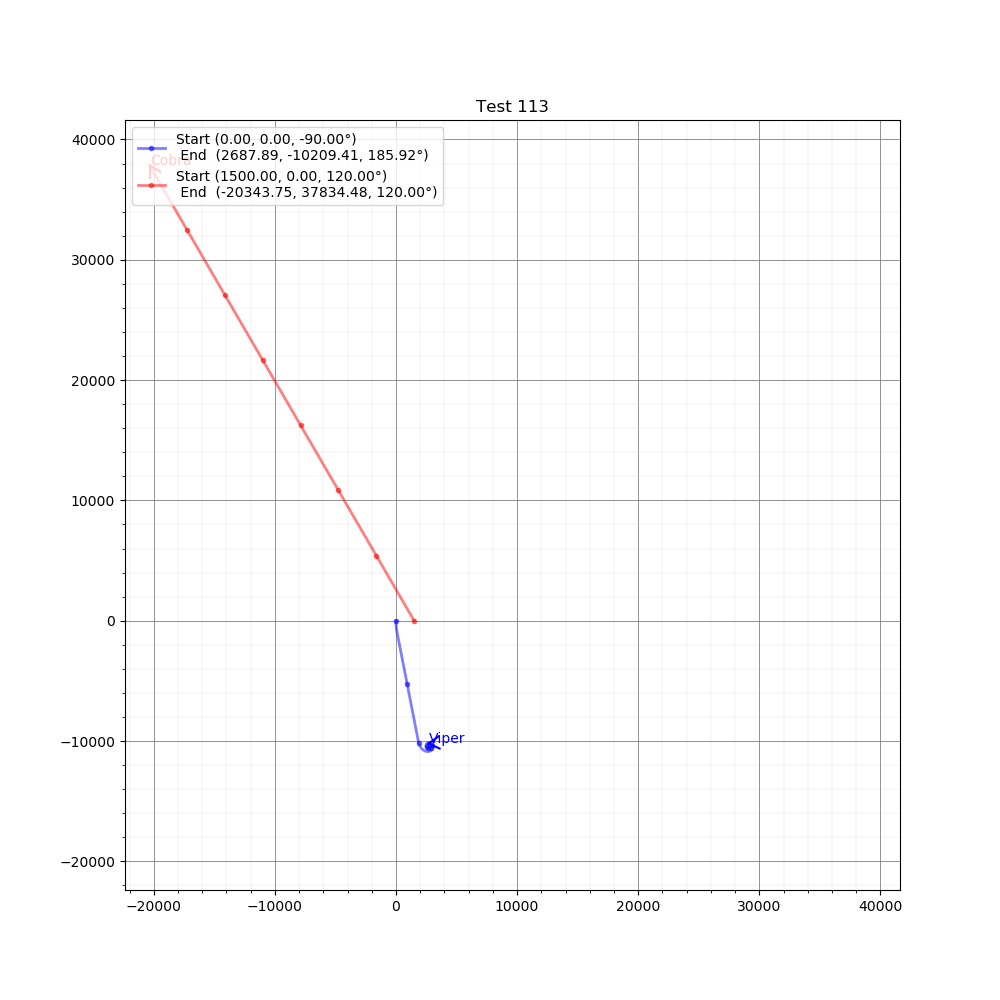 Test 113
Start (0.00, 0.00, -90.00°)
End (2687.89, -10209.41, 185.92°)
Start (1500.00, 0.00, 120.00°)
End (-20343.75, 37834.48, 120.00°)
Cobra
Viper
40000
30000
20000
10000
0
−10000
−20000
−20000 −10000 0 10000 20000 30000 40000